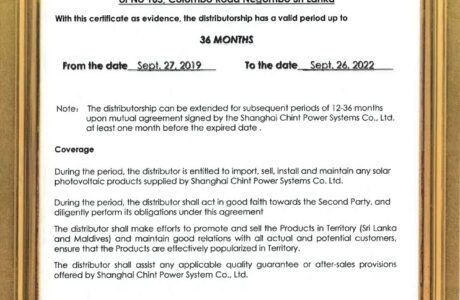 of No 163, Colombo Road Negombo Sri Lanka
With this certificate as evidence, the distributorship has a valid period up to
36 MONTHS
From the date Sept. 27, 2019 To the date Sept. 26, 2022
Note: The distributorship can be extended for subsequent periods of 12-36 months
upon mutual agreement signed by the Shanghai Chint Power Systems Co., Ltd.
at least one month before the expired date .
Coverage
During the period, the distributor is entitled to import, sell, install and maintain any solar
photovoltaic products supplied by Shanghai Chint Power Systems Co. Ltd.
During the period, the distributor shall act in good faith towards the Second Party, and
diligently perform its obligations under this agreement
The distributor shall make efforts to promote and sell the Products in Territory (Sri Lanka
and Maldives) and maintain good relations with all actual and potential customers,
ensure that the Products are effectively popularized in Territory.
The distributor shall assist any applicable quality guarantee or after-sales provisions
offered by Shanghai Chint Power System Co., Ltd.